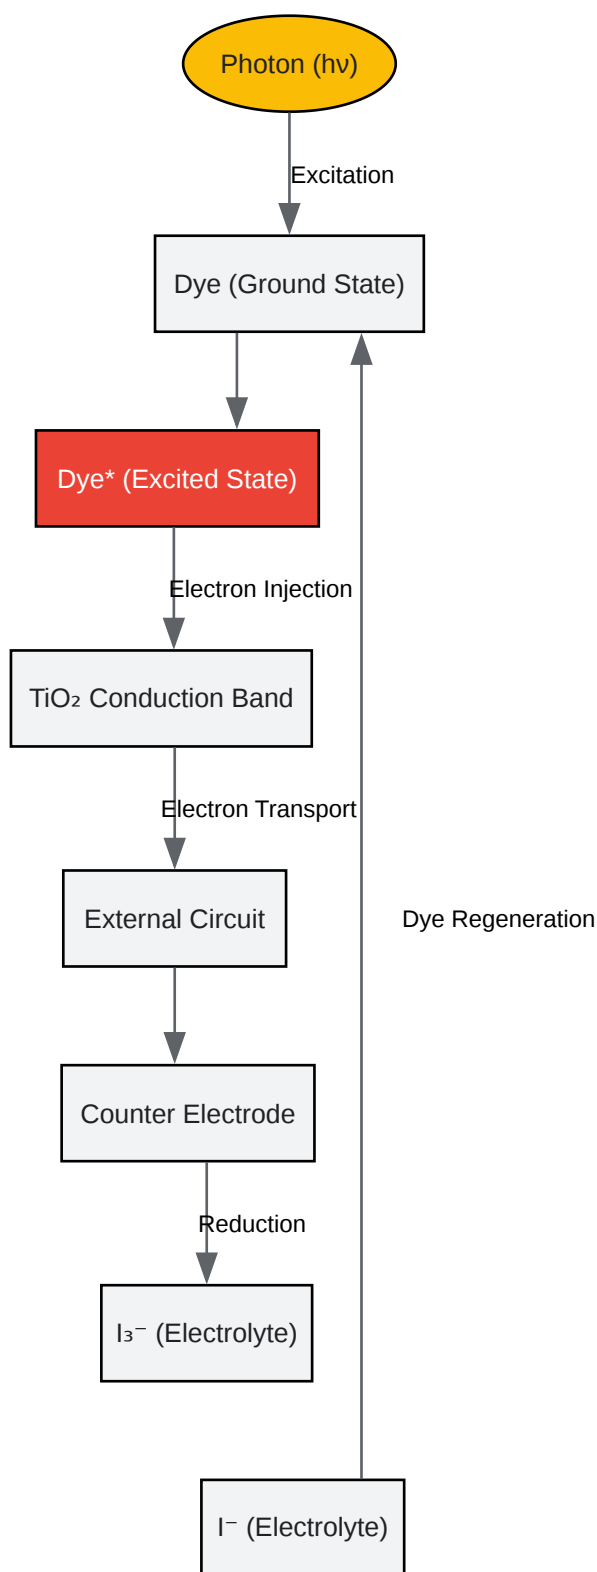 Photon (hν)
Excitation
Dye (Ground State)
Dye* (Excited State)
Electron Injection
TiO₂ Conduction Band
Electron Transport
External Circuit
Dye Regeneration
Counter Electrode
Reduction
I₃⁻ (Electrolyte)
I⁻ (Electrolyte)